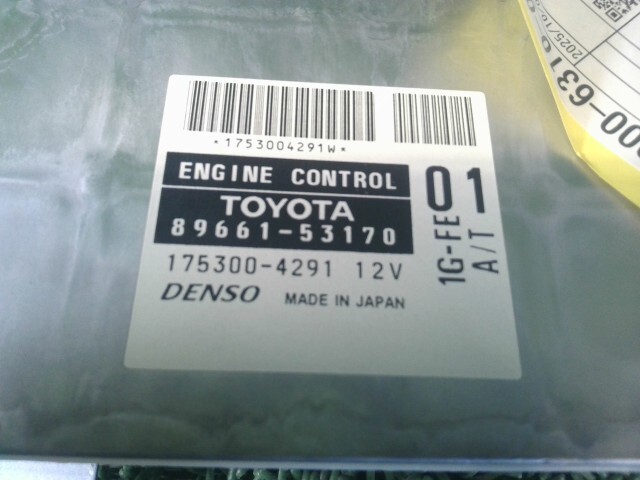 *1753004291W*
ENGINE CONTROL
TOYOTA
89661-53170
175300-4291 12V
DENSO MADE IN JAPAN
01
1G-FE
A/T